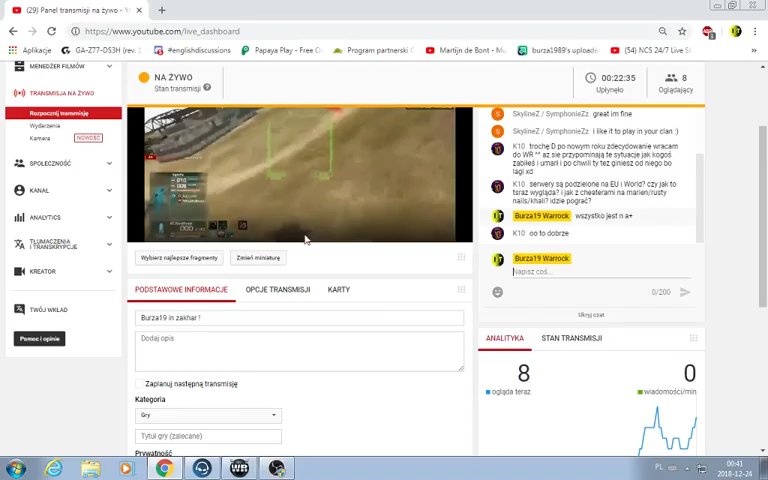 (29) Panel transmisji na żywo - Y
https://www.youtube.com/live_dashboard
Aplikacje
GA-Z77-DS3H (rev.
#englishdiscussions
Papaya Play - Free O
Program partnerski
Martijn de Bont - M
burza1989's uploade
(54) NCS 24/7 Live S
MENEDŻER FILMÓW
TRANSMISJA NA ŻYWO
Rozpocznij transmisję
Wydarzenia
Kamera
NOWOŚĆ
SPOŁECZNOŚĆ
KANAŁ
ANALYTICS
TŁUMACZENIA
I TRANSKRYPCJE
KREATOR
TWÓJ WKŁAD
Pomoc i opinie
NA ŻYWO
Stan transmisji
00:22:35
Upłynęło
8
Oglądający
Wybierz najlepsze fragmenty
Zmień miniaturę
PODSTAWOWE INFORMACJE
OPCJE TRANSMISJI
KARTY
Burza19 in zakhar !
Dodaj opis
Zaplanuj następną transmisję
Kategoria
Gry
Tytuł gry (zalecane)
Prywatność
SkylineZ / SymphonieZz great im fine
SkylineZ / SymphonieZz i like it to play in your clan :)
K10 trochę D po nowym roku zdecydowanie wracam
do WR ^^ az sie przypominają te situacje jak kogoś
zabiłeś i umarł i po chwili ty tez giniesz od niego bo
lagi xd
K10 serwery są podzielone na EU i World? czy jak to
toraz wygląda? i jak z cheaterami na marien/rusty
nails/khali? idzie pograć?
Burza19 Warrock wszystko jest n a+
K10 oo to dobrze
Burza19 Warrock
Napisz coś...
0/200
Ukryj czat
ANALITYKA
STAN TRANSMISJI
8
ogląda teraz
0
wiadomości/min
PL
00:41
2018-12-24